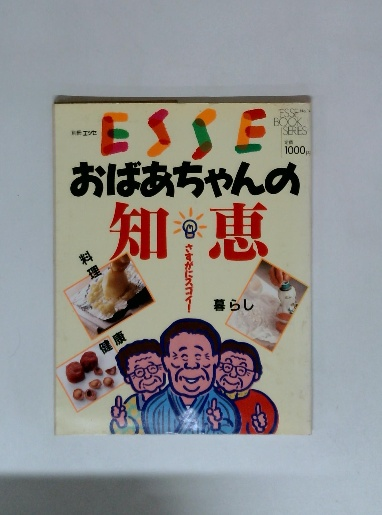 別冊エッセ
ESSE
ESSE
BOOK
SERIES
定価
1000円
おばあちゃんの
知恵
さすがにスゴイ!
料理
暮らし
健康